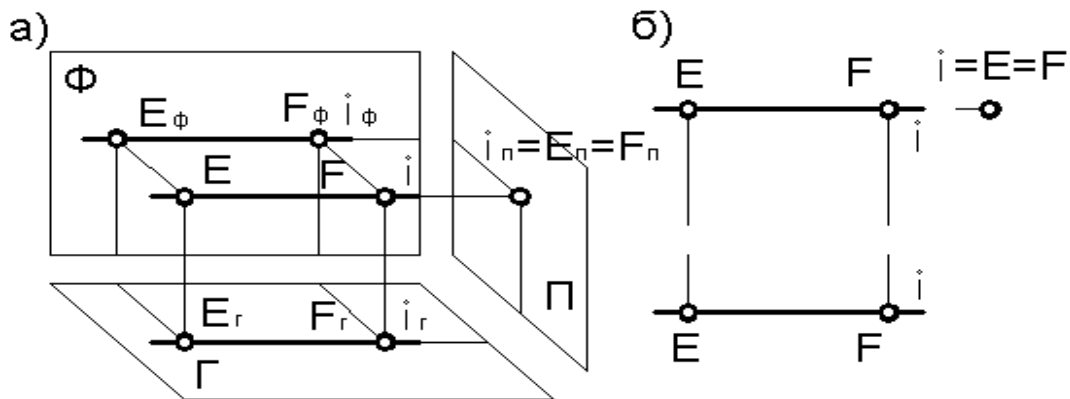 а)
б)
Ф
E F i=E=F
Eф Fф iф
iп=Eп=Fп
i
E F i
П
i
Eг Fг iг
E F
Г